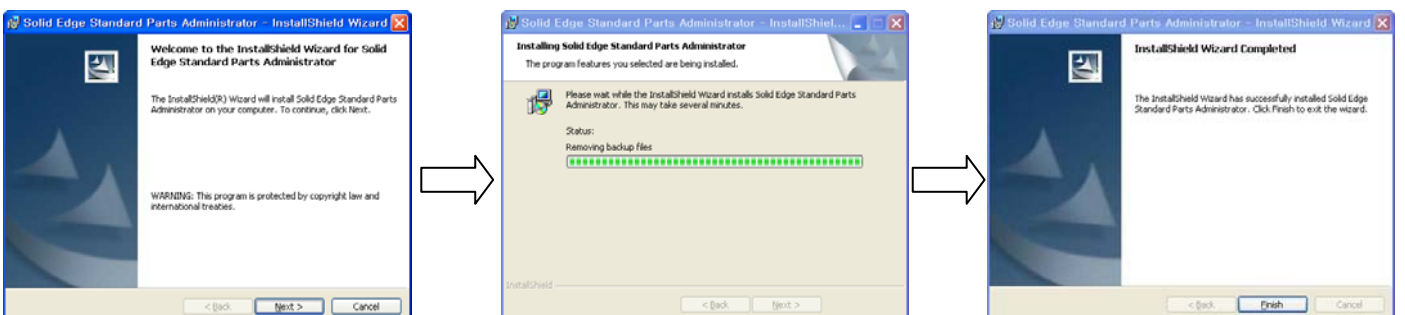 Solid Edge Standard Parts Administrator - InstallShield Wizard
Welcome to the InstallShield Wizard for Solid
Edge Standard Parts Administrator
The InstallShield(R) Wizard will install Solid Edge Standard Parts
Administrator on your computer. To continue, click Next.
WARNING: This program is protected by copyright law and
international treaties.
< Back
Next >
Cancel
Solid Edge Standard Parts Administrator - InstallShiel...
Installing Solid Edge Standard Parts Administrator
The program features you selected are being installed.
Please wait while the InstallShield Wizard installs Solid Edge Standard Parts
Administrator. This may take several minutes.
Status:
Removing backup files
InstallShield
< Back
Next >
Solid Edge Standard Parts Administrator - InstallShield Wizard
InstallShield Wizard Completed
The InstallShield Wizard has successfully installed Solid Edge
Standard Parts Administrator. Click Finish to exit the wizard.
< Back
Finish
Cancel